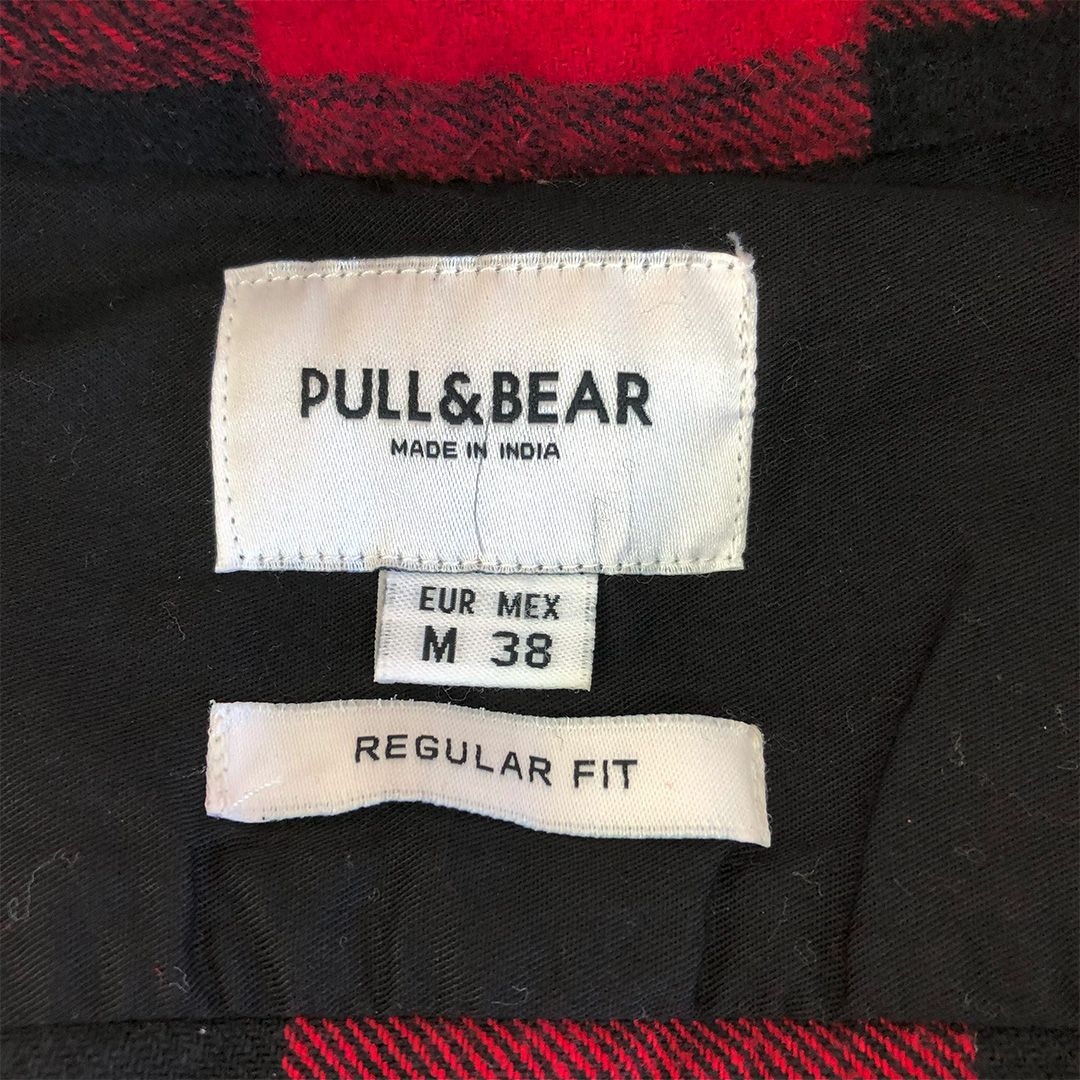 PULL&BEAR
MADE IN INDIA
EUR MEX
M 38
REGULAR FIT